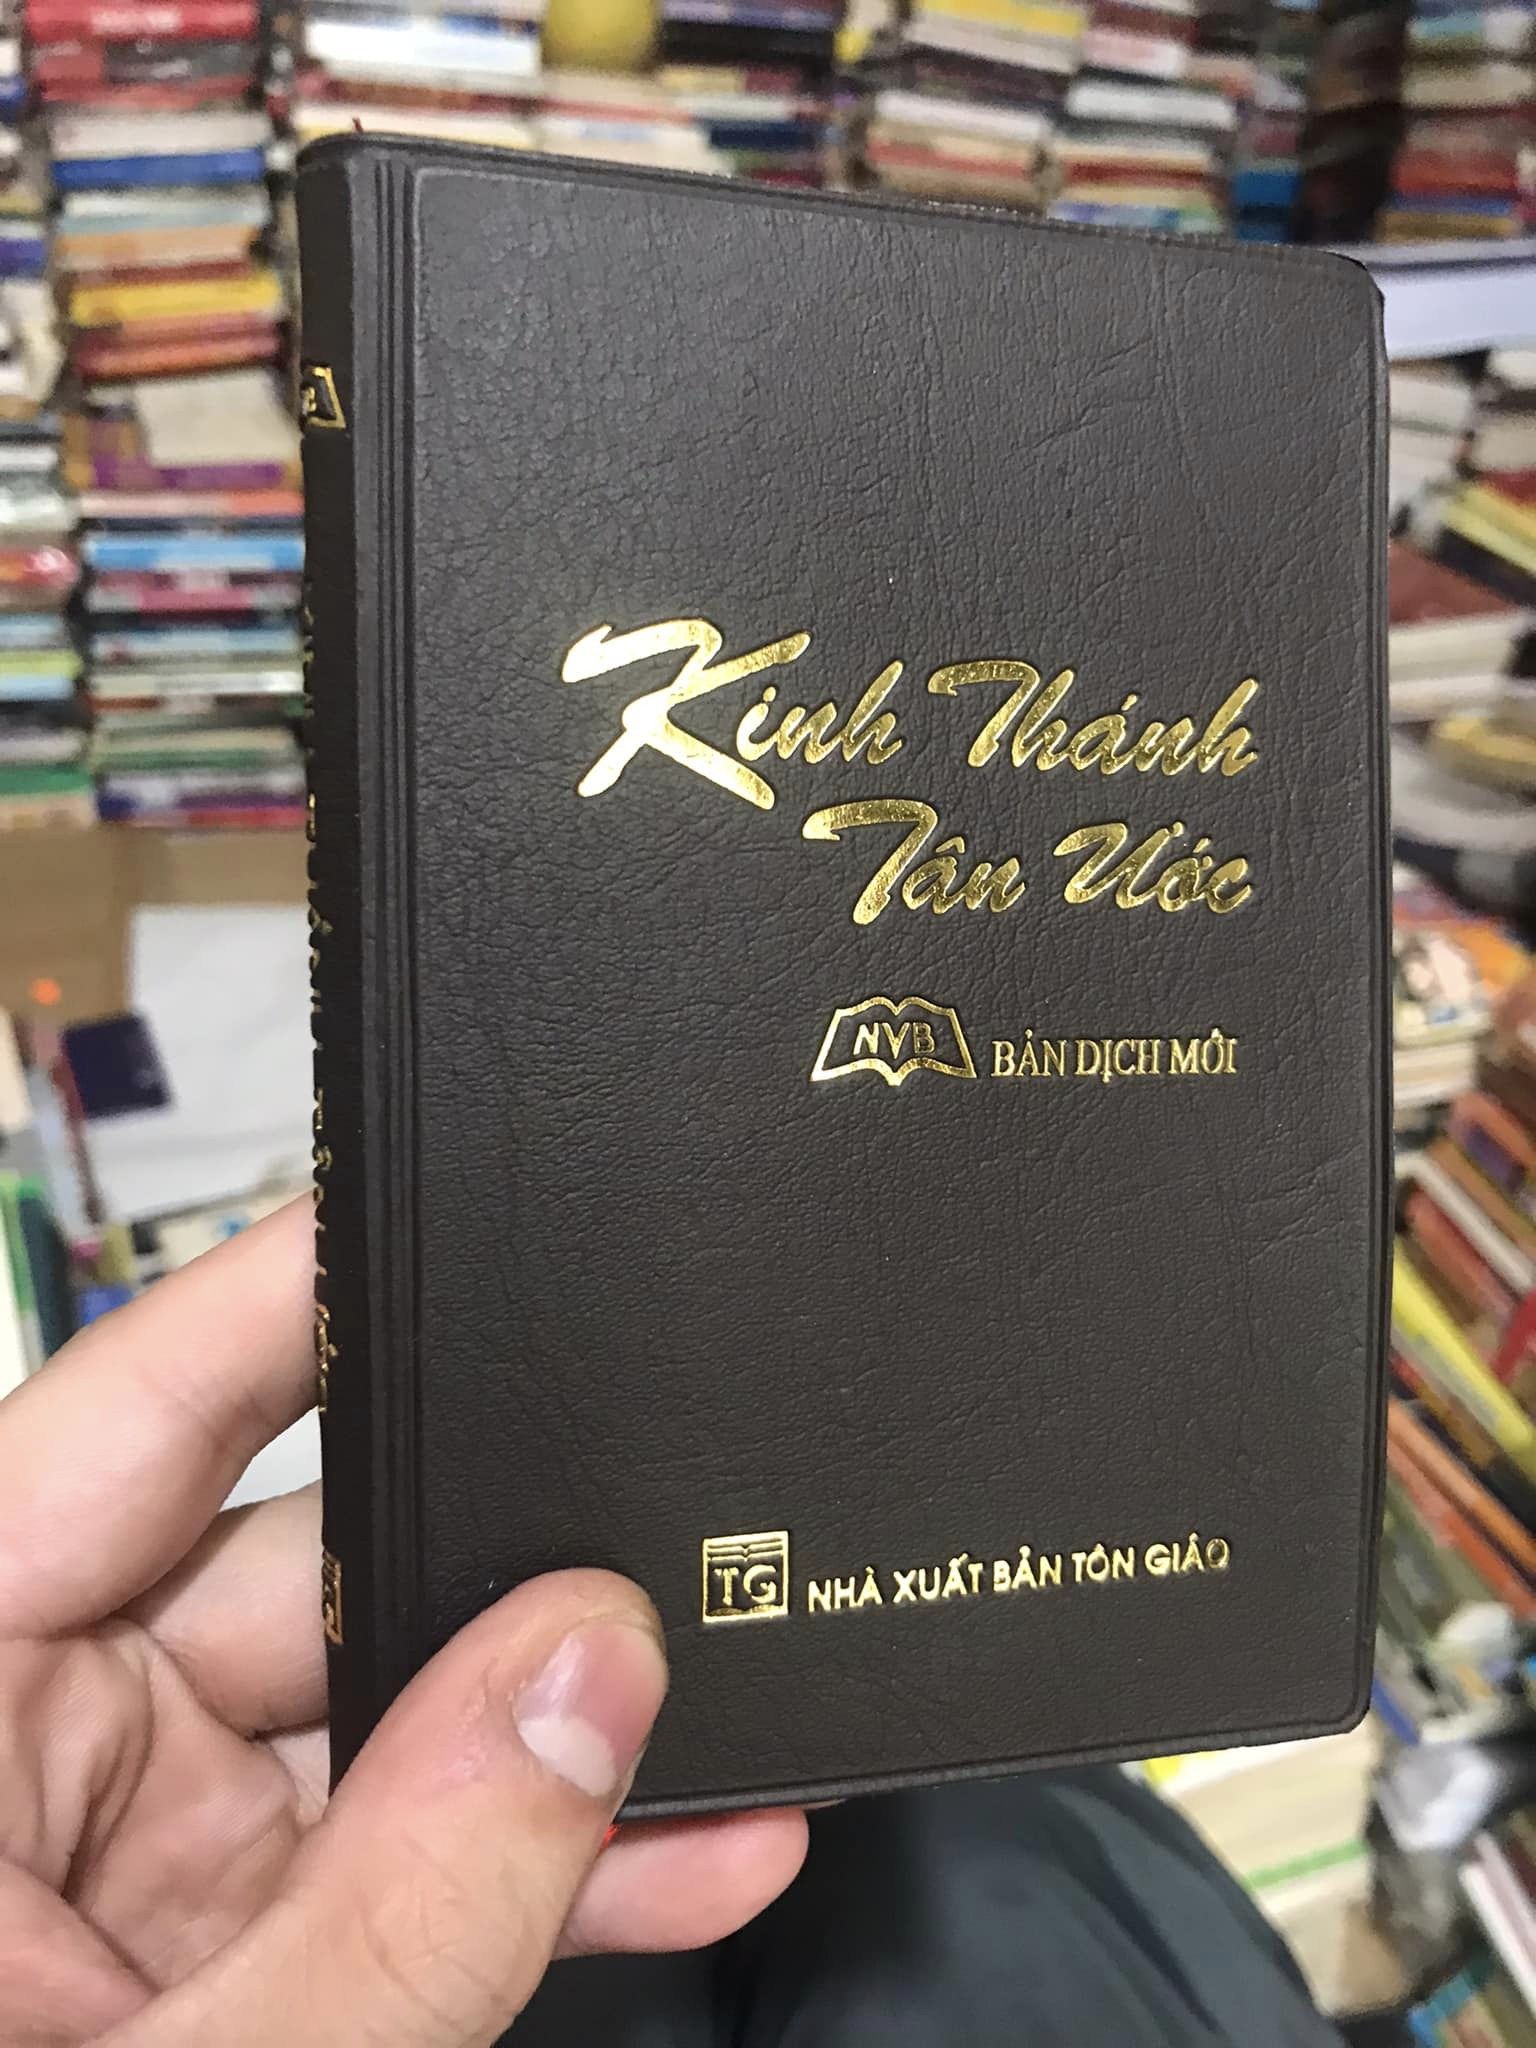 Kinh Thánh
Tân Ước
NVB BẢN DỊCH MỚI
TG NHÀ XUẤT BẢN TÔN GIÁO